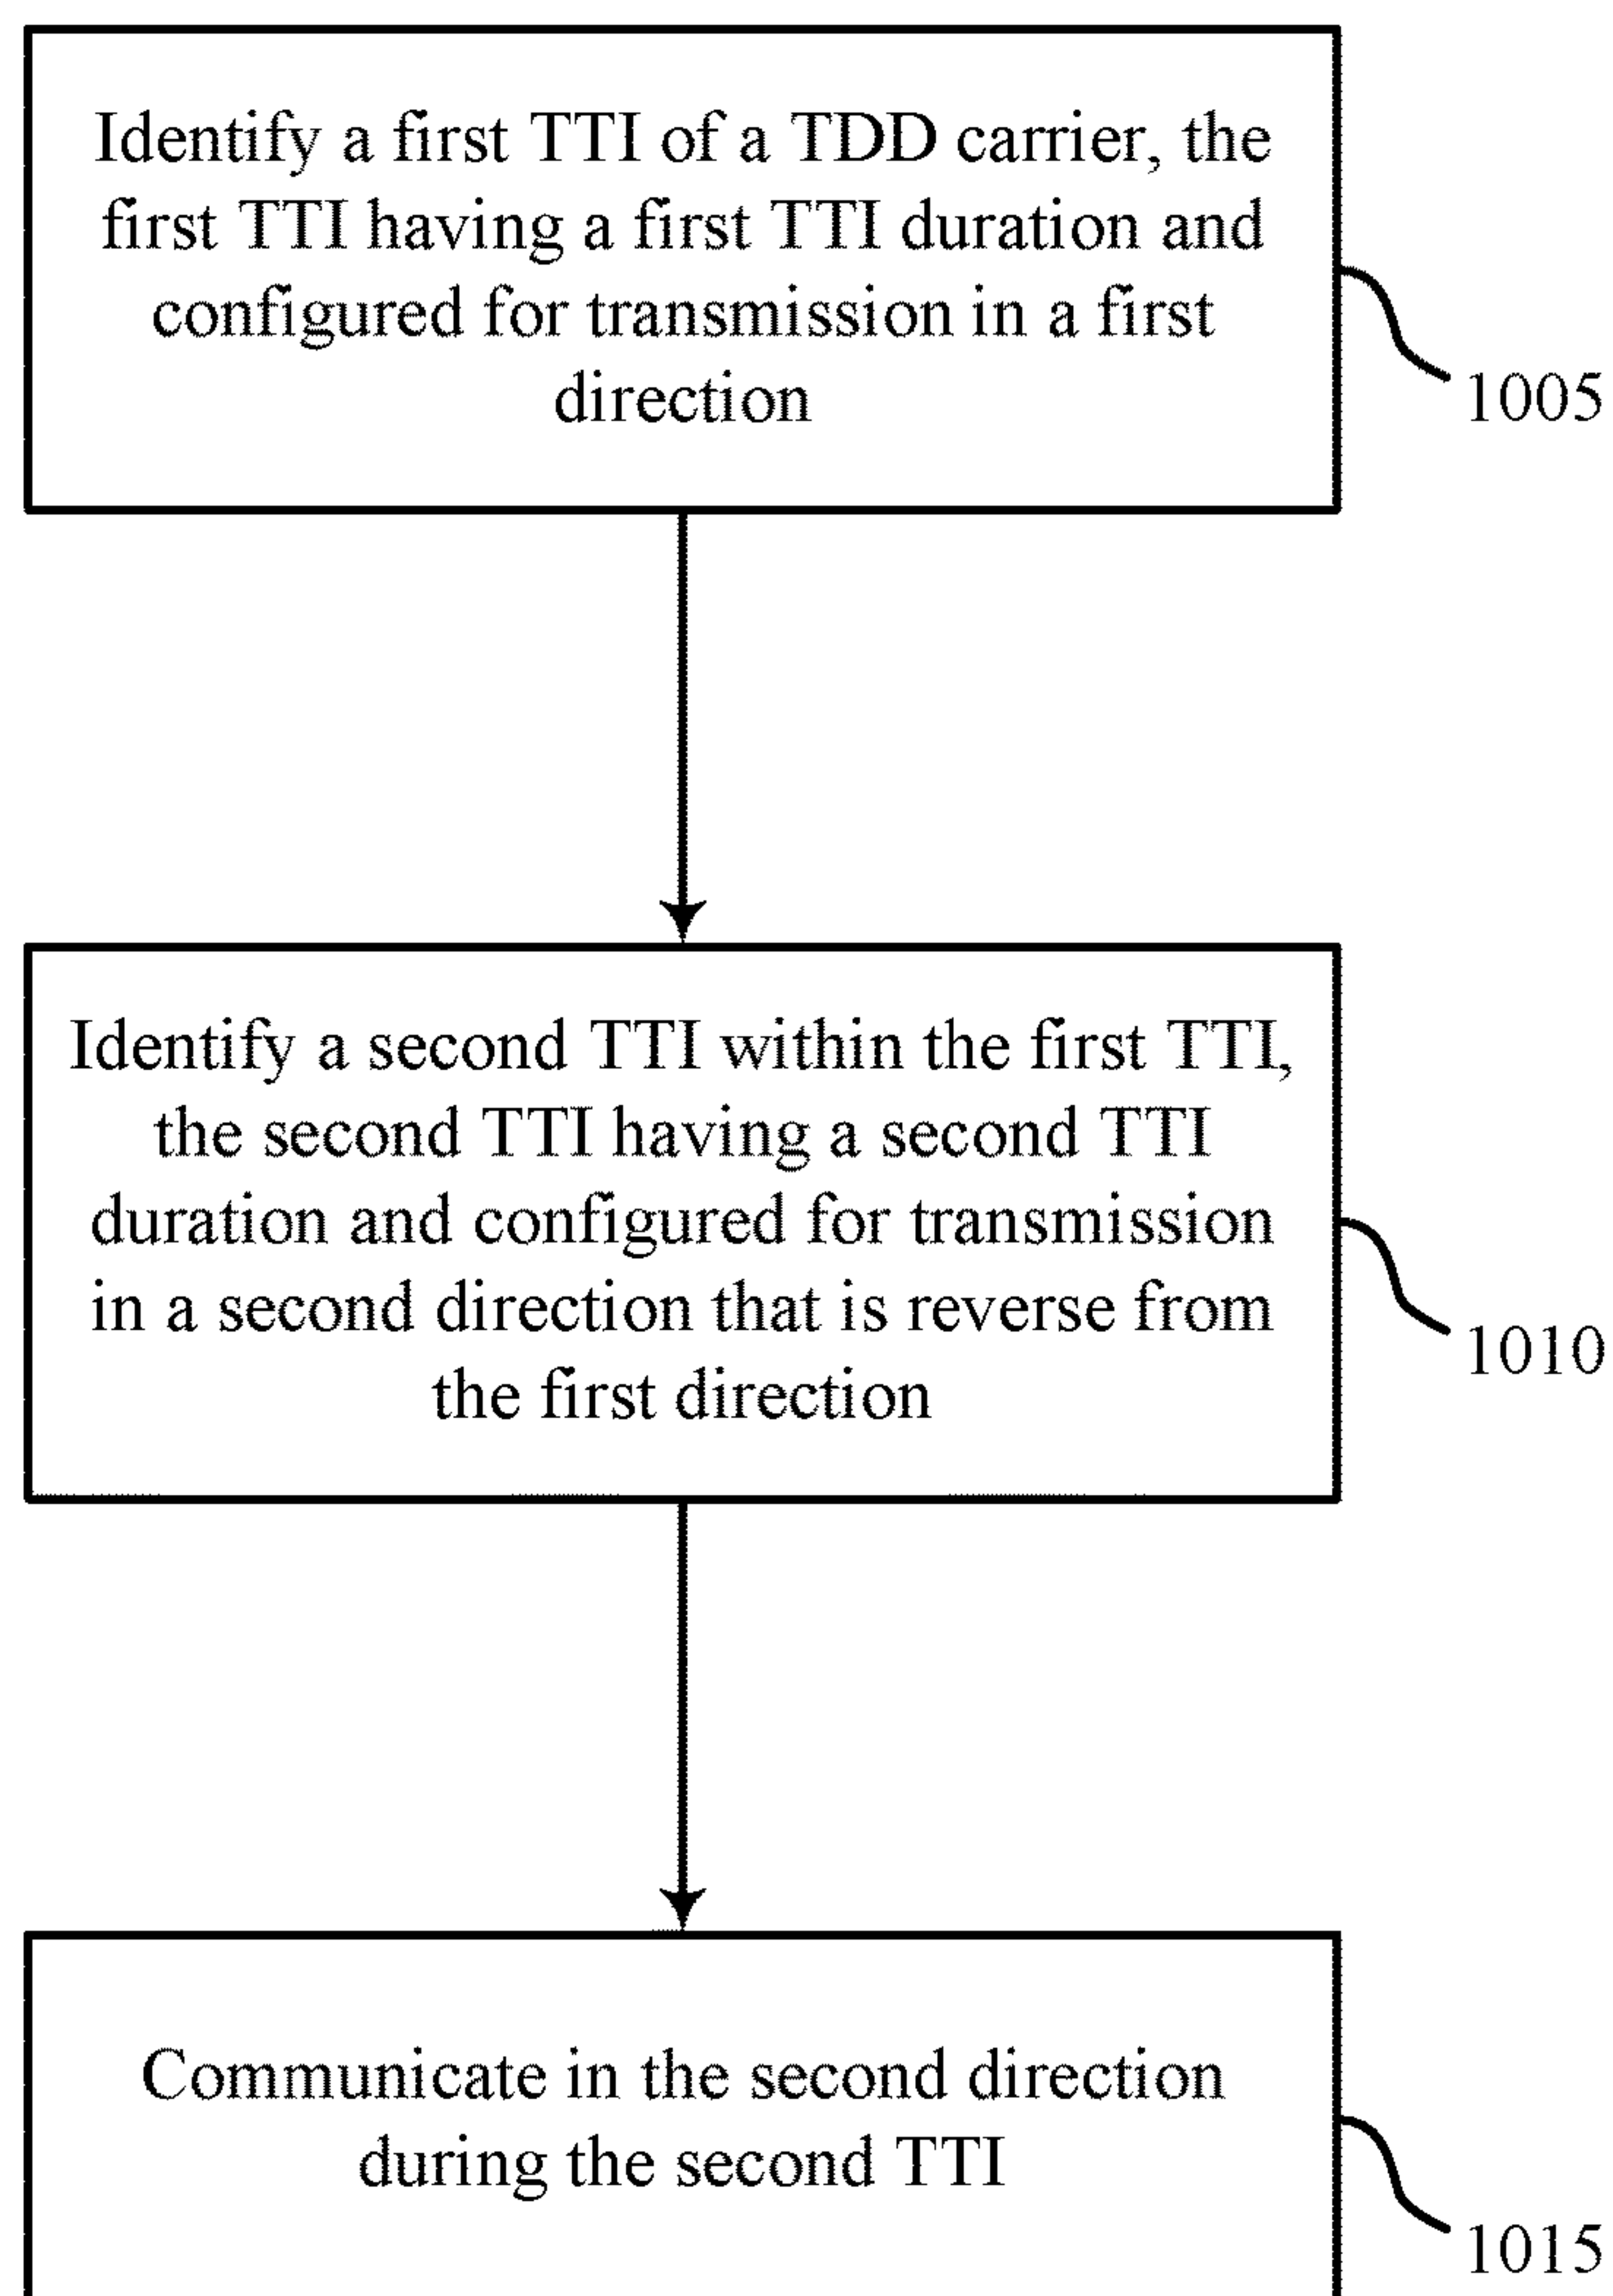 Identify a first TTI of a TDD carrier, the
first TTI having a first TTI duration and
configured for transmission in a first
direction
1005
Identify a second TTI within the first TTI,
the second TTI having a second TTI
duration and configured for transmission
in a second direction that is reverse from
the first direction
1010
Communicate in the second direction
during the second TTI
1015